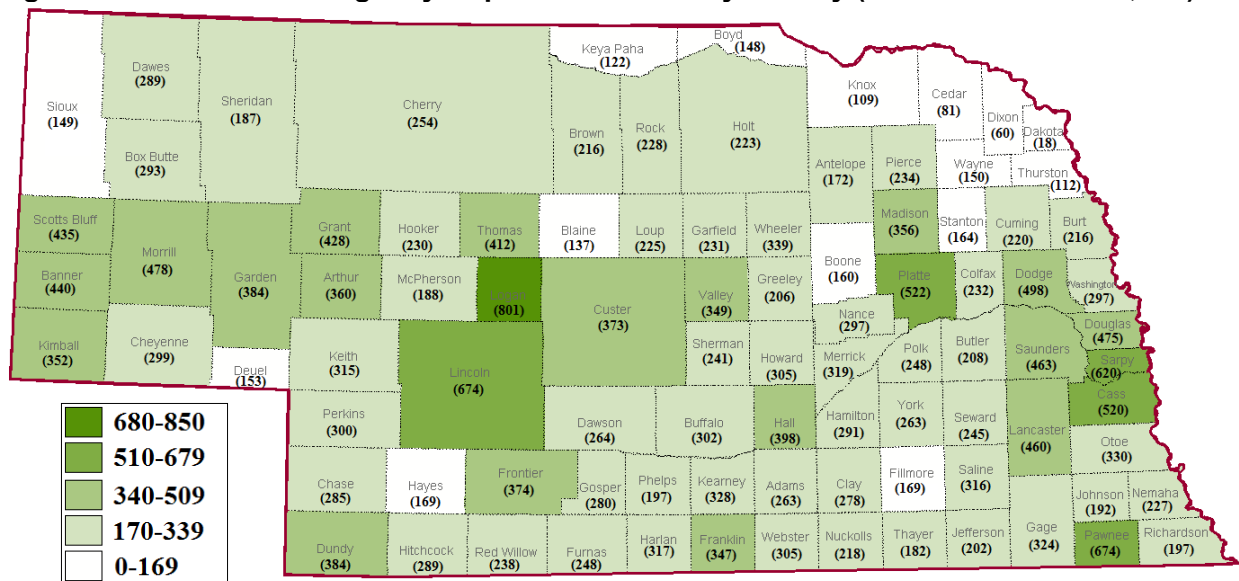 Keya Paha
(122)
Boyd
(148)
Dawes
(289)
Sioux
(149)
Sheridan
(187)
Cherry
(254)
Box Butte
(293)
Brown
(216)
Rock
(228)
Holt
(223)
Knox
(109)
Cedar
(81)
Dixon
(60)
Dakota
(18)
Antelope
(172)
Pierce
(234)
Wayne
(150)
Thurston
(112)
Scotts Bluff
(435)
Morrill
(478)
Garden
(384)
Grant
(428)
Hooker
(230)
Thomas
(412)
Blaine
(137)
Loup
(225)
Garfield
(231)
Wheeler
(339)
Madison
(356)
Stanton
(164)
Cuming
(220)
Burt
(216)
Banner
(440)
Arthur
(360)
McPherson
(188)
Logan
(801)
Custer
(373)
Valley
(349)
Greeley
(206)
Boone
(160)
Platte
(522)
Colfax
(232)
Dodge
(498)
Washington
(297)
Kimball
(352)
Cheyenne
(299)
Deuel
(153)
Keith
(315)
Lincoln
(674)
Sherman
(241)
Howard
(305)
Nance
(297)
Merrick
(319)
Polk
(248)
Butler
(208)
Saunders
(463)
Douglas
(475)
Sarpy
(620)
Cass
(520)
Perkins
(300)
Dawson
(264)
Buffalo
(302)
Hall
(398)
Hamilton
(291)
York
(263)
Seward
(245)
Lancaster
(460)
Otoe
(330)
Chase
(285)
Hayes
(169)
Frontier
(374)
Gosper
(280)
Phelps
(197)
Kearney
(328)
Adams
(263)
Clay
(278)
Fillmore
(169)
Saline
(316)
Gage
(324)
Johnson
(192)
Nemaha
(227)
Dundy
(384)
Hitchcock
(289)
Red Willow
(238)
Furnas
(248)
Harlan
(317)
Franklin
(347)
Webster
(305)
Nuckolls
(218)
Thayer
(182)
Jefferson
(202)
Pawnee
(674)
Richardson
(197)
680-850
510-679
340-509
170-339
0-169